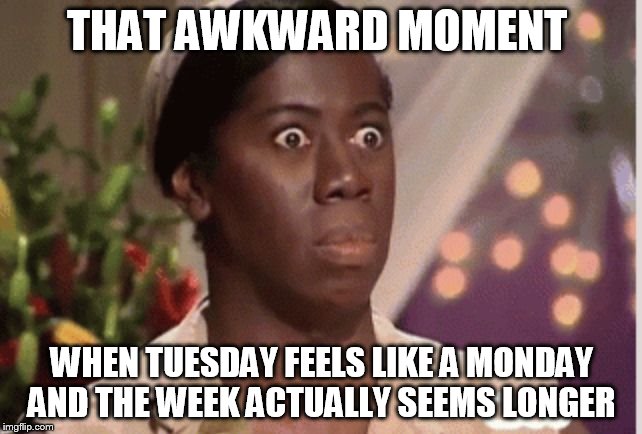 THAT AWKWARD MOMENT
WHEN TUESDAY FEELS LIKE A MONDAY
AND THE WEEK ACTUALLY SEEMS LONGER
imgflip.com